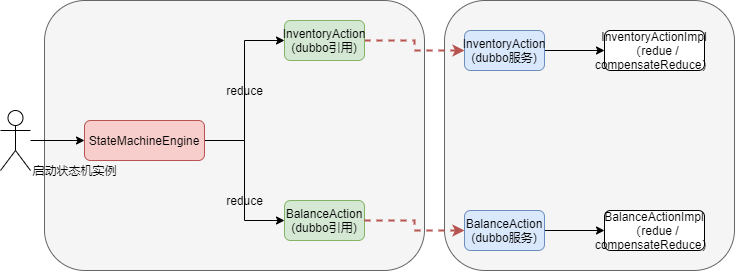 InventoryAction
(dubbo引用)
InventoryAction
(dubbo服务)
InventoryActionImpl
(redue /
compensateReduce)
reduce
StateMachineEngine
启动状态机实例
reduce
BalanceAction
(dubbo引用)
BalanceAction
(dubbo服务)
BalanceActionImpl
(redue /
compensateReduce)